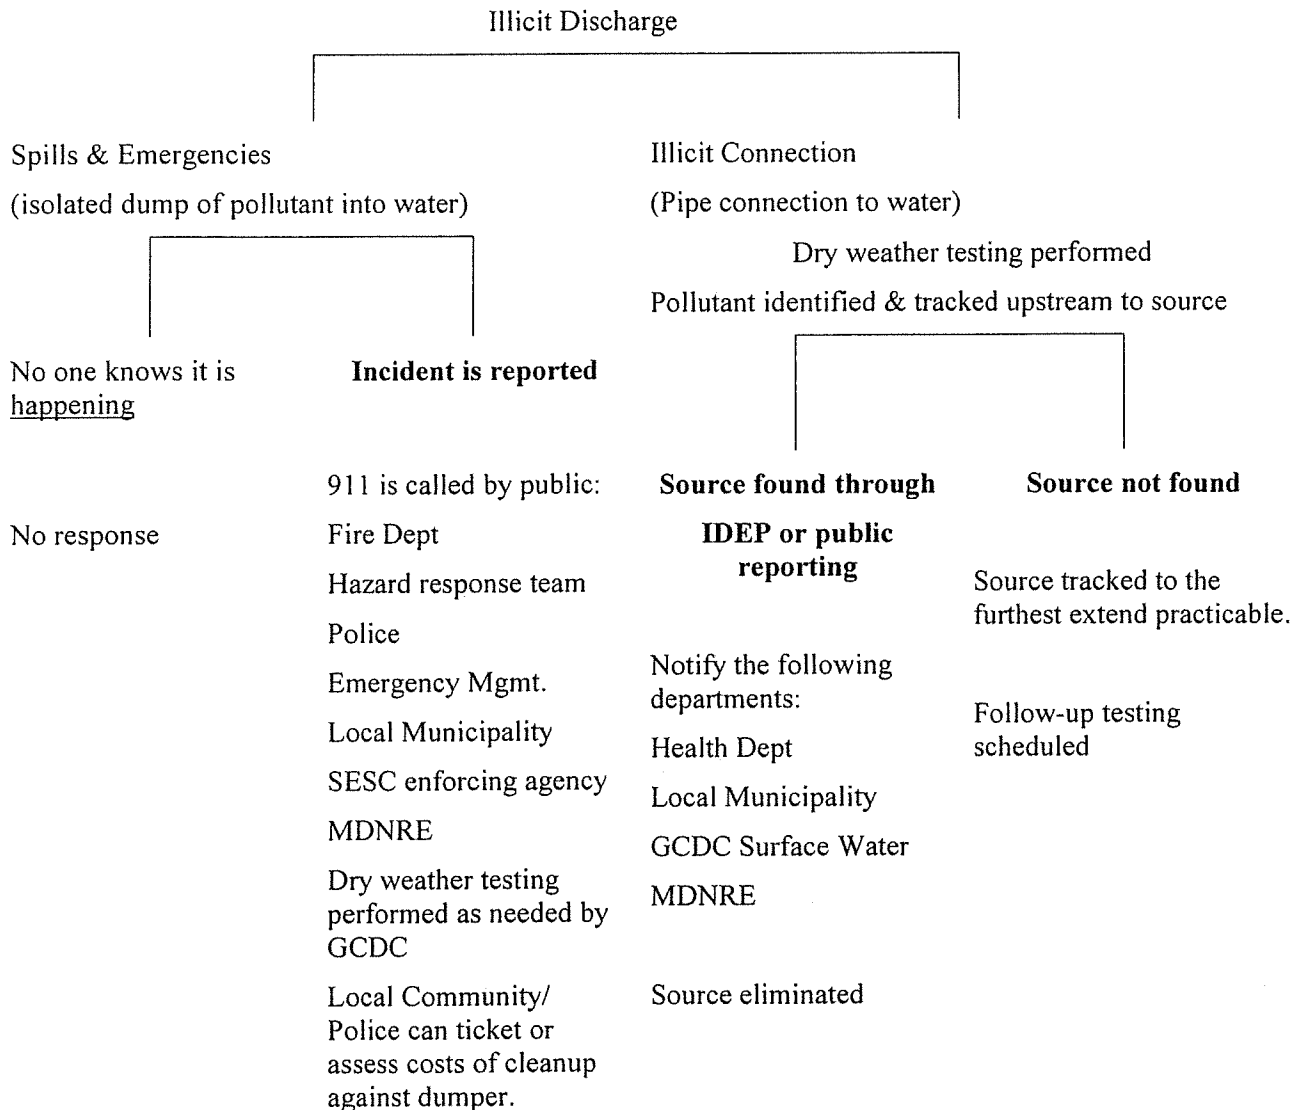 Illicit Discharge
Spills & Emergencies
(isolated dump of pollutant into water)
No one knows it is
happening
No response
Incident is reported
911 is called by public:
Fire Dept
Hazard response team
Police
Emergency Mgmt.
Local Municipality
SESC enforcing agency
MDNRE
Dry weather testing
performed as needed by
GCDC
Local Community/
Police can ticket or
assess costs of cleanup
against dumper.
Illicit Connection
(Pipe connection to water)
Dry weather testing performed
Pollutant identified & tracked upstream to source
Source found through
IDEP or public
reporting
Notify the following
departments:
Health Dept
Local Municipality
GCDC Surface Water
MDNRE
Source eliminated
Source not found
Source tracked to the
furthest extend practicable.
Follow-up testing
scheduled